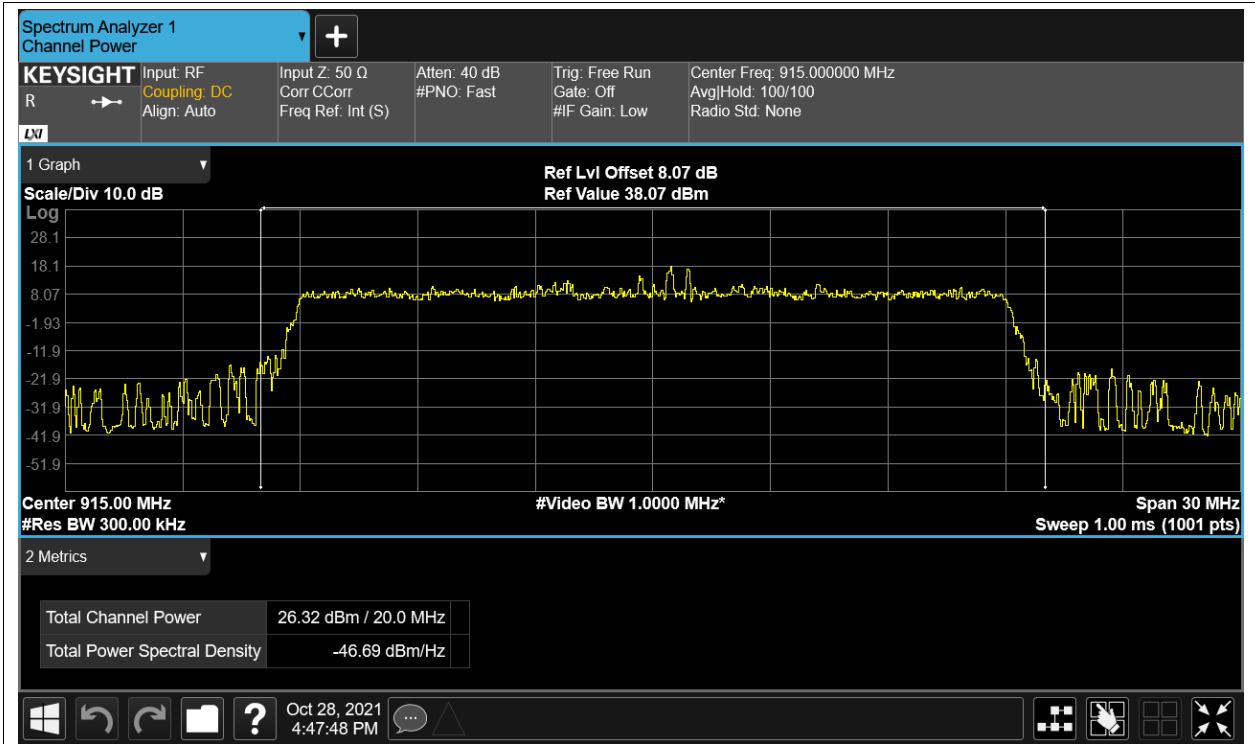 Spectrum Analyzer 1
Channel Power
▼
+
KEYSIGHT
R
LXI
Input: RF
Coupling: DC
Align: Auto
Input Z: 50 Ω
Corr CCorr
Freq Ref: Int (S)
Atten: 40 dB
#PNO: Fast
Trig: Free Run
Gate: Off
#IF Gain: Low
Center Freq: 915.000000 MHz
Avg|Hold: 100/100
Radio Std: None
1 Graph
Scale/Div 10.0 dB
Ref Lvl Offset 8.07 dB
Ref Value 38.07 dBm
Log
28.1
18.1
8.07
-1.93
-11.9
-21.9
-31.9
-41.9
-51.9
Center 915.00 MHz
#Video BW 1.0000 MHz*
Span 30 MHz
#Res BW 300.00 kHz
Sweep 1.00 ms (1001 pts)
2 Metrics
Total Channel Power 26.32 dBm / 20.0 MHz
Total Power Spectral Density -46.69 dBm/Hz
?
Oct 28, 2021
4:47:48 PM